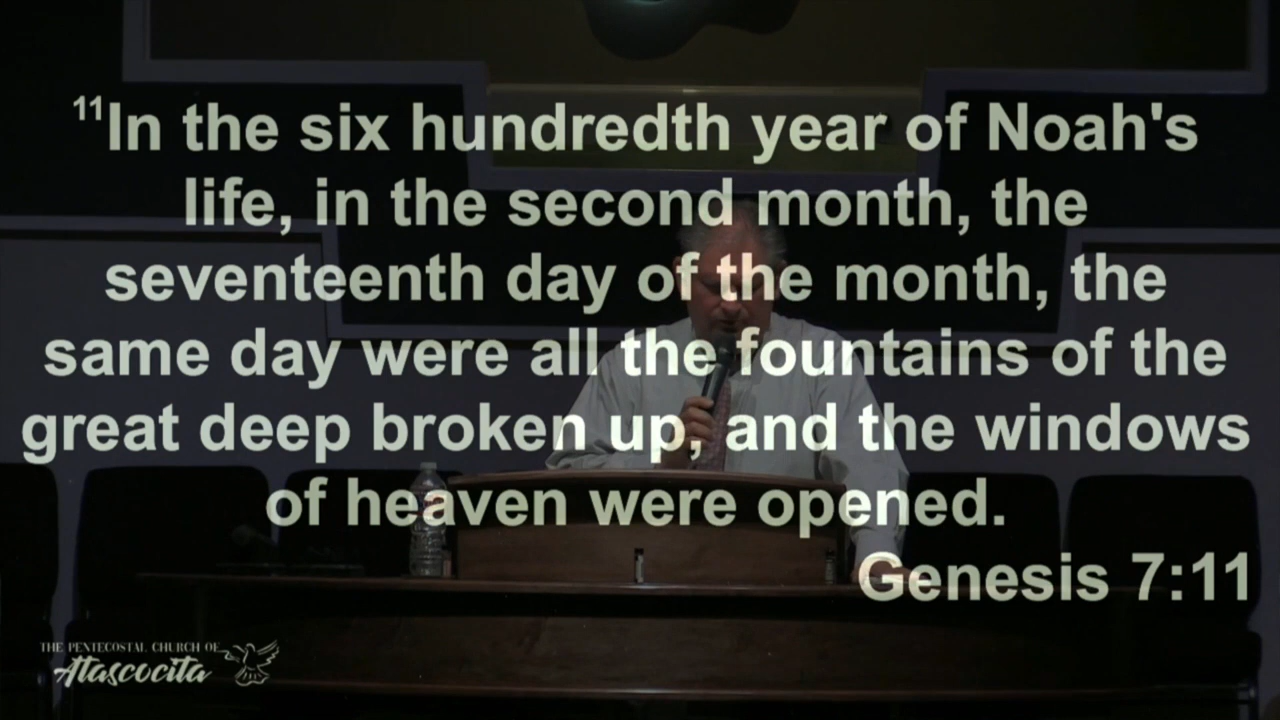 11In the six hundredth year of Noah's
life, in the second month, the
seventeenth day of the month, the
same day were all the fountains of the
great deep broken up, and the windows
of heaven were opened.
Genesis 7:11
THE PENTECOSTAL CHURCH OF
Atascocita